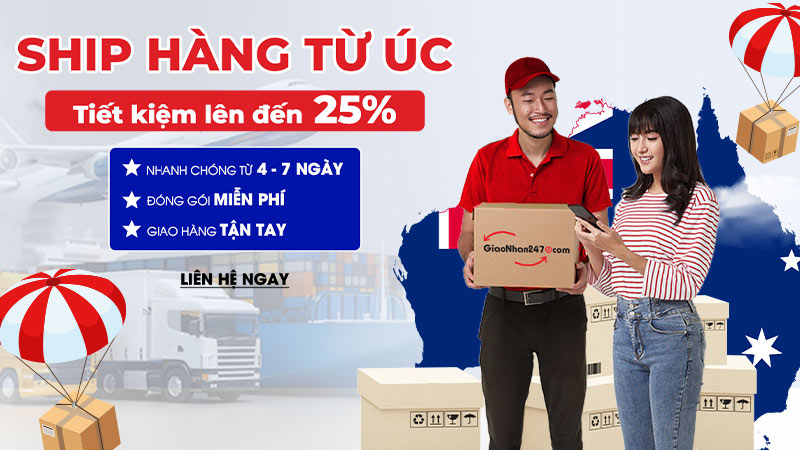 SHIP HÀNG TỪ ÚC
Tiết kiệm lên đến 25%
NHANH CHÓNG TỪ 4 - 7 NGÀY
ĐÓNG GÓI MIỄN PHÍ
GIAO HÀNG TẬN TAY
LIÊN HỆ NGAY
GiaoNhan247.com